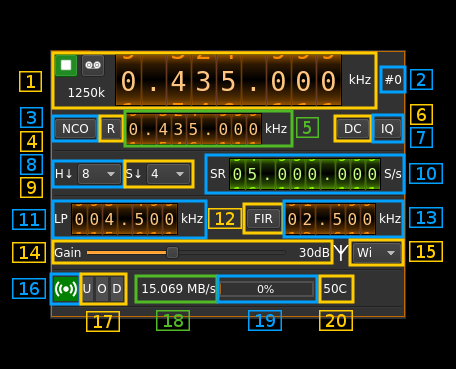 1 0.435.000 kHz #0 2
1250k
3 NCO R 0.435.000 kHz 5 DC IQ 6
4 7
8 H↓ 8 S↓ 4 SR 05.000.000 S/s 10
9
11 LP 004.500 kHz 12 FIR 02.500 kHz 13
14 Gain 30dB Wi 15
16 U O D 15.069 MB/s 0% 50C
17 18 19 20